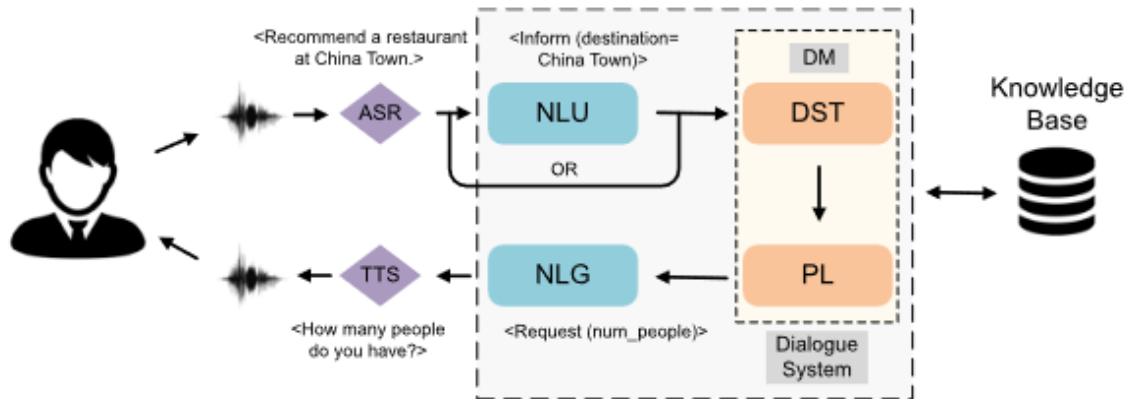 <Recommend a restaurant
at China Town.>
<Inform (destination=
China Town)>
DM
ASR
NLU
DST
Knowledge
Base
OR
TTS
NLG
PL
<How many people
do you have?>
<Request (num_people)>
Dialogue
System